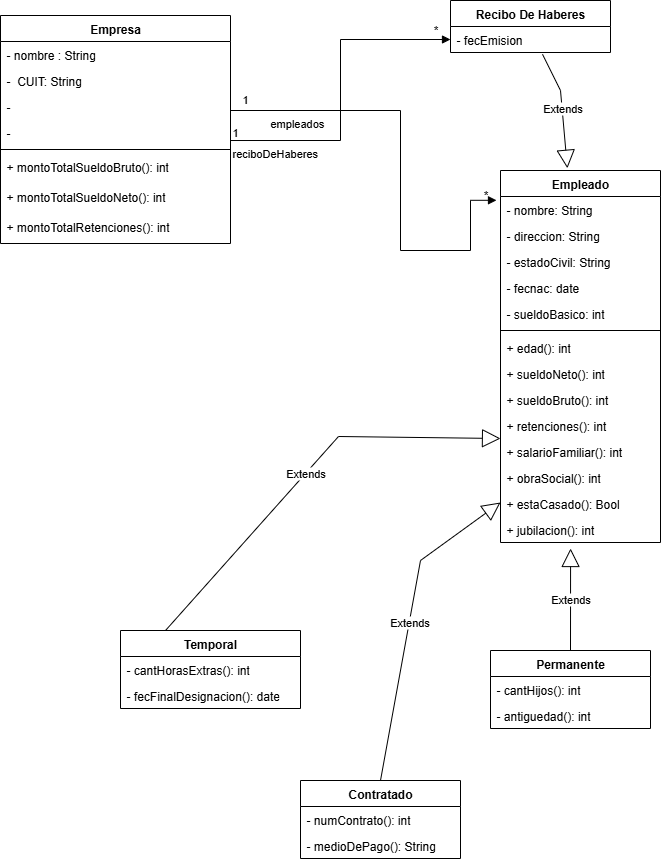 Empresa
- nombre : String
- CUIT: String
-
-
+ montoTotalSueldoBruto(): int
+ montoTotalSueldoNeto(): int
+ montoTotalRetenciones(): int
1
empleados
*
1
reciboDeHaberes
*
Recibo De Haberes
- fecEmision
Extends
Empleado
- nombre: String
- direccion: String
- estadoCivil: String
- fecnac: date
- sueldoBasico: int
+ edad(): int
+ sueldoNeto(): int
+ sueldoBruto(): int
+ retenciones(): int
+ salarioFamiliar(): int
+ obraSocial(): int
+ estaCasado(): Bool
+ jubilacion(): int
Extends
Extends
Extends
Temporal
- cantHorasExtras(): int
- fecFinalDesignacion(): date
Permanente
- cantHijos(): int
- antiguedad(): int
Contratado
- numContrato(): int
- medioDePago(): String